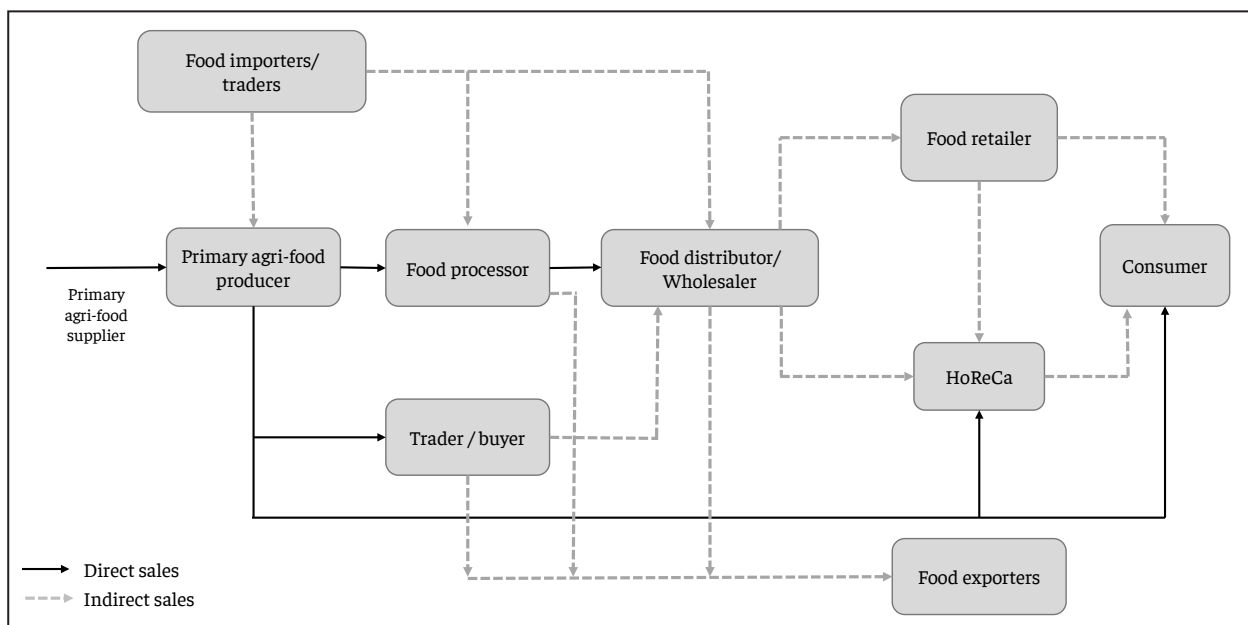 Food importers/
traders
Food retailer
Primary agri-food
producer
Food processor
Food distributor/
Wholesaler
Consumer
Primary
agri-food
supplier
HoReCa
Trader / buyer
Food exporters
Direct sales
Indirect sales